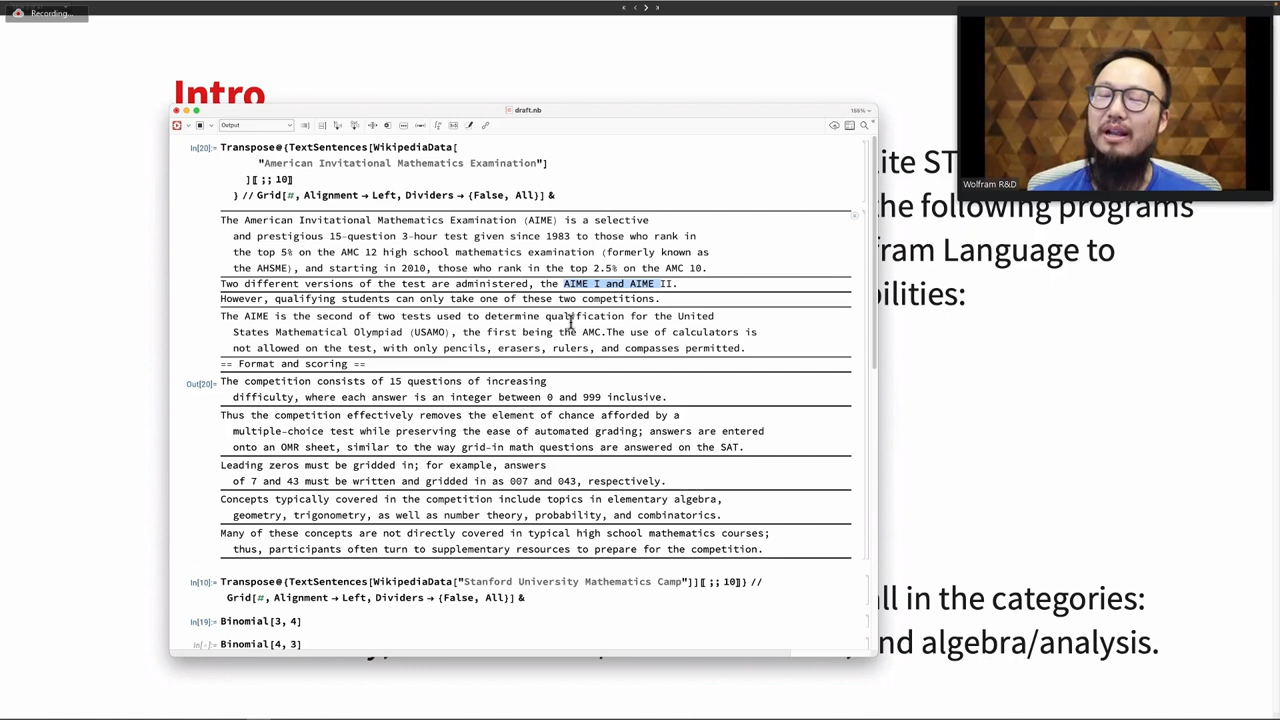 Recording...
Intro
draft.nb
155%
Output
In[20]:= Transpose@{TextSentences[WikipediaData[
"American Invitational Mathematics Examination"]
]〚 ;; 10〛
} // Grid[#, Alignment → Left, Dividers → {False, All}] &
The American Invitational Mathematics Examination (AIME) is a selective
and prestigious 15-question 3-hour test given since 1983 to those who rank in
the top 5% on the AMC 12 high school mathematics examination (formerly known as
the AHSME), and starting in 2010, those who rank in the top 2.5% on the AMC 10.
Two different versions of the test are administered, the AIME I and AIME II.
However, qualifying students can only take one of these two competitions.
The AIME is the second of two tests used to determine qualification for the United
States Mathematical Olympiad (USAMO), the first being the AMC.The use of calculators is
not allowed on the test, with only pencils, erasers, rulers, and compasses permitted.
== Format and scoring ==
Out[20]=
The competition consists of 15 questions of increasing
difficulty, where each answer is an integer between 0 and 999 inclusive.
Thus the competition effectively removes the element of chance afforded by a
multiple-choice test while preserving the ease of automated grading; answers are entered
onto an OMR sheet, similar to the way grid-in math questions are answered on the SAT.
Leading zeros must be gridded in; for example, answers
of 7 and 43 must be written and gridded in as 007 and 043, respectively.
Concepts typically covered in the competition include topics in elementary algebra,
geometry, trigonometry, as well as number theory, probability, and combinatorics.
Many of these concepts are not directly covered in typical high school mathematics courses;
thus, participants often turn to supplementary resources to prepare for the competition.
In[10]:= Transpose@{TextSentences[WikipediaData["Stanford University Mathematics Camp"]]〚 ;; 10〛} //
Grid[#, Alignment → Left, Dividers → {False, All}] &
In[19]:= Binomial[3, 4]
In[·]:= Binomial[4, 3]
Wolfram R&D
lite ST
the following programs
fram Language to
bilities:
all in the categories:
nd algebra/analysis.